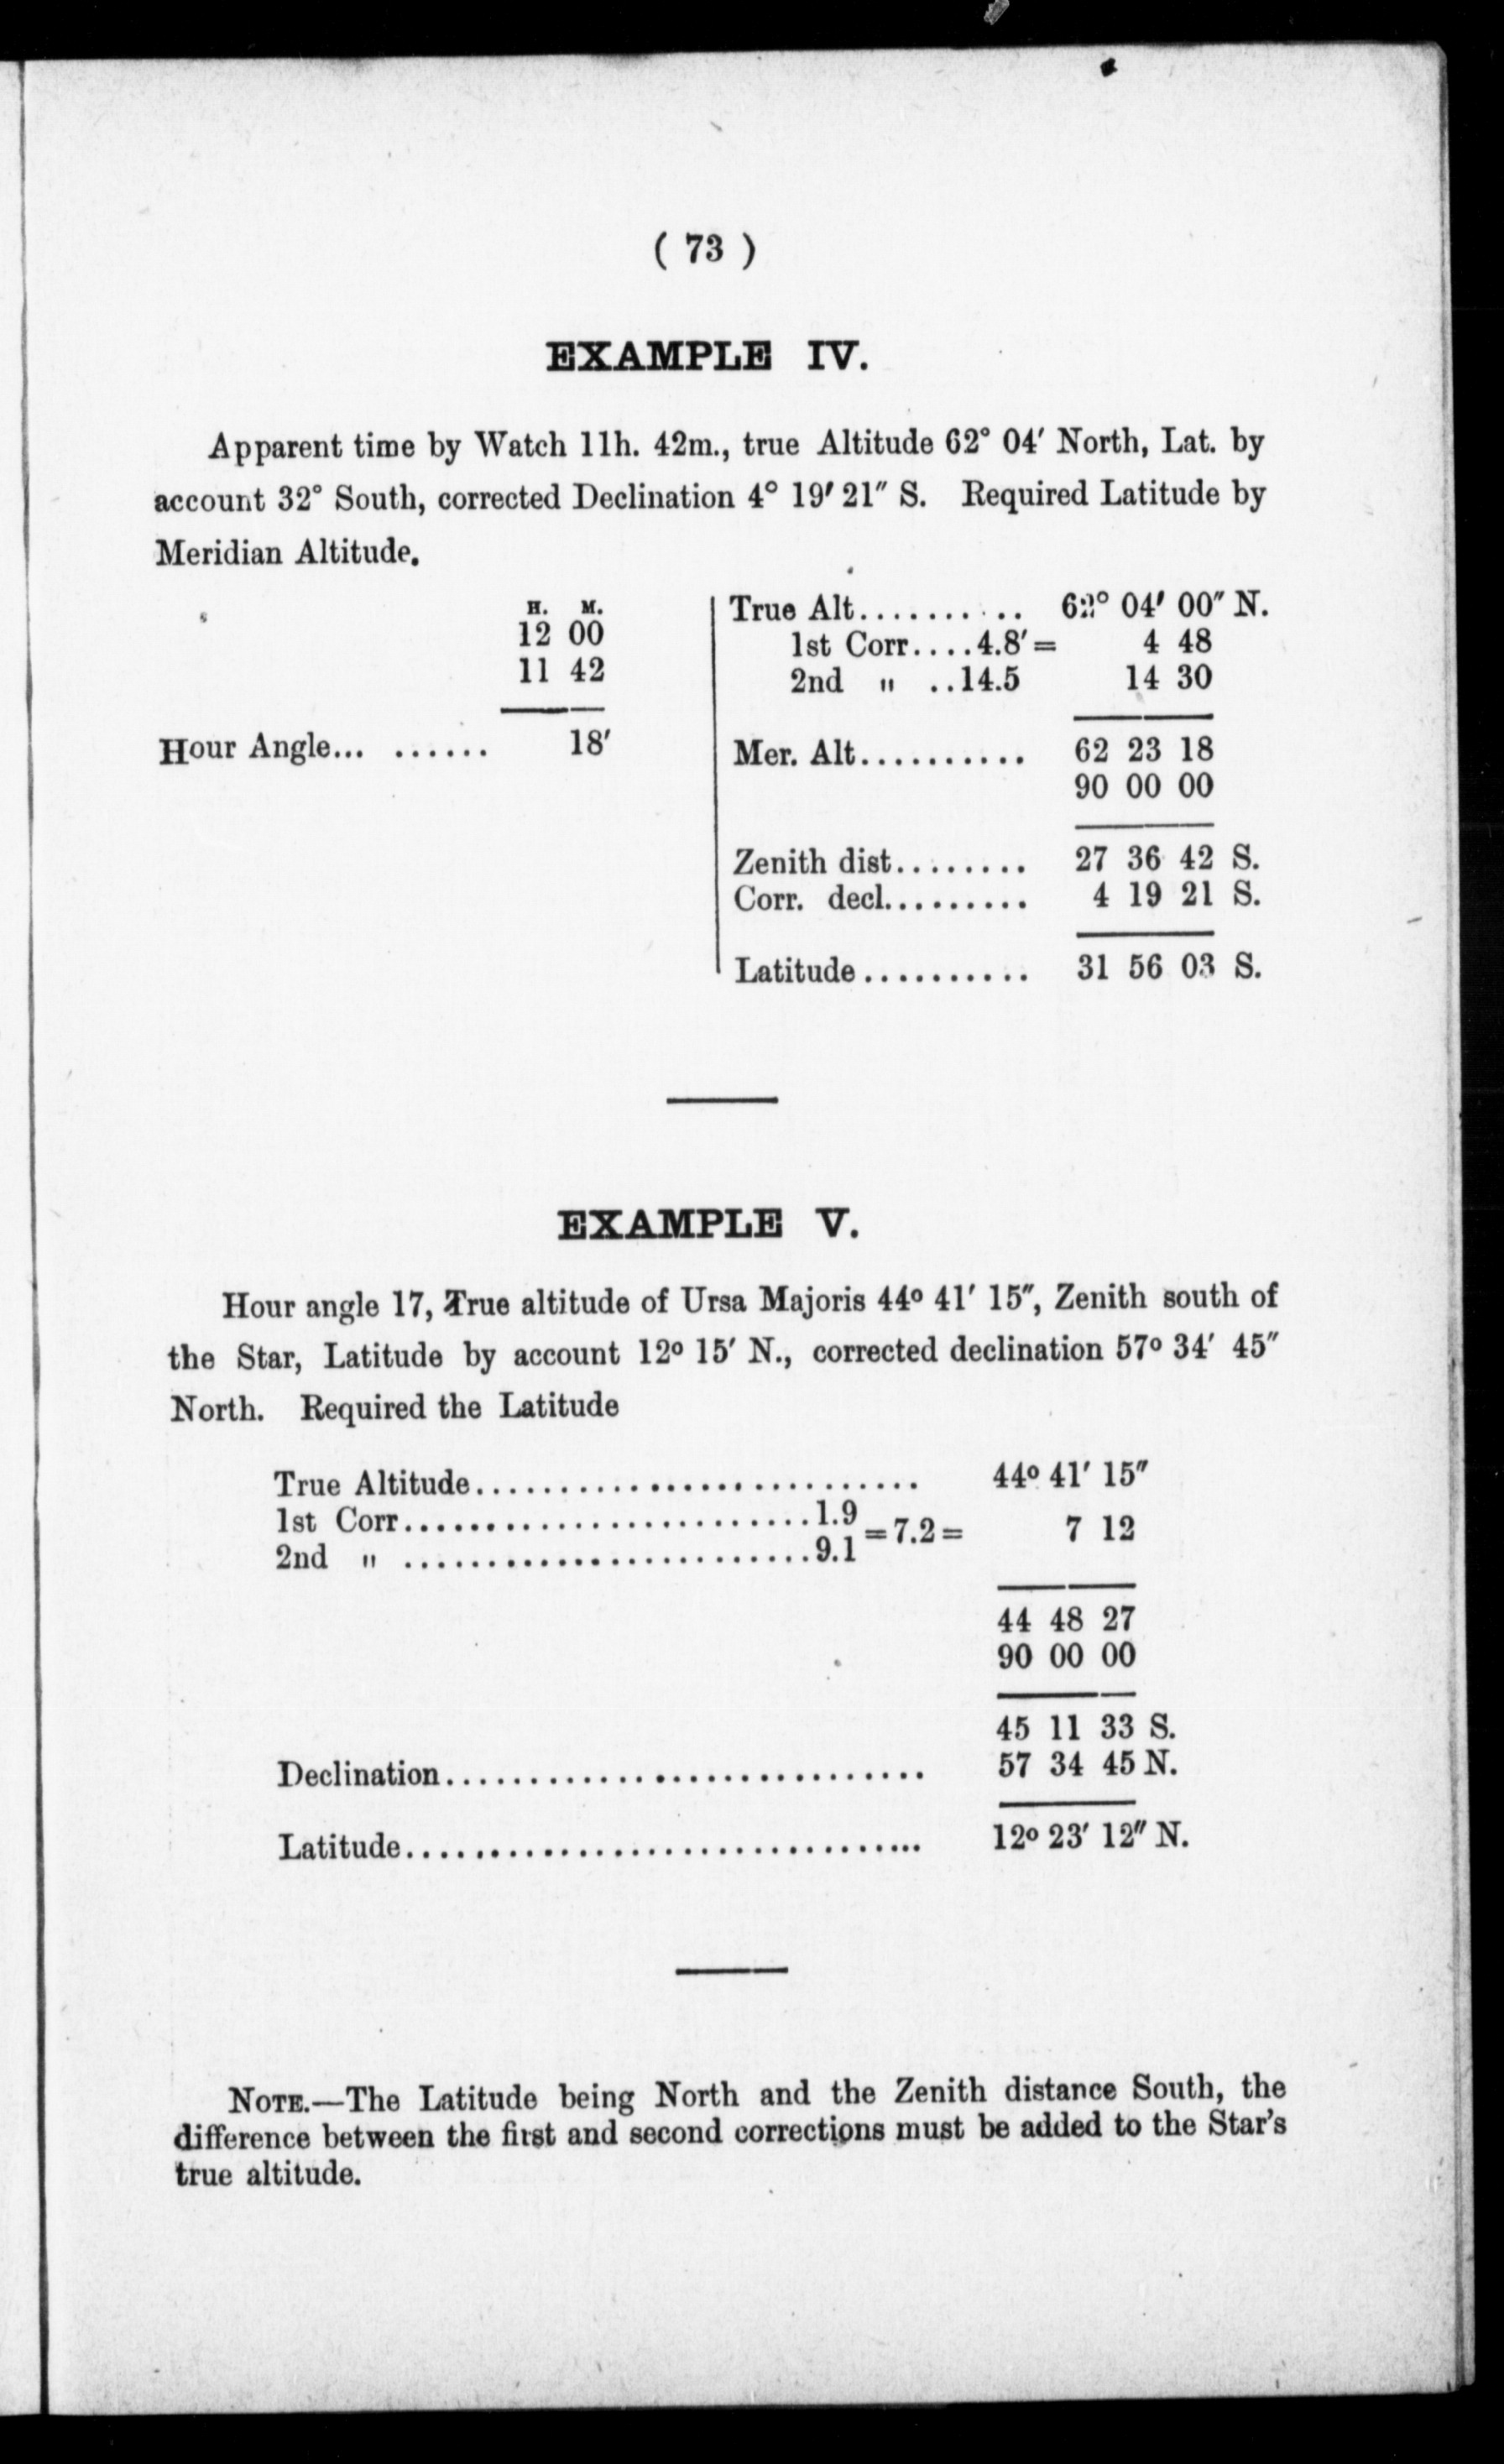 ( 73 )
EXAMPLE IV.
Apparent time by Watch 11h. 42m., true Altitude 62° 04′ North, Lat. by
account 32° South, corrected Declination 4° 19′ 21″ S. Required Latitude by
Meridian Altitude.
H. M.
12 00
11 42
Hour Angle... ...... 18′
True Alt.......... .. 62° 04′ 00″ N.
1st Corr....4.8′= 4 48
2nd " ..14.5 14 30
Mer. Alt.......... 62 23 18
90 00 00
Zenith dist........ 27 36 42 S.
Corr. decl......... 4 19 21 S.
Latitude.......... 31 56 03 S.
EXAMPLE V.
Hour angle 17, True altitude of Ursa Majoris 44o 41′ 15″, Zenith south of
the Star, Latitude by account 12o 15′ N., corrected declination 57o 34′ 45″
North. Required the Latitude
True Altitude........................... 44o 41′ 15″
1st Corr.........................1.9 =7.2= 7 12
2nd " .........................9.1
44 48 27
90 00 00
45 11 33 S.
Declination............................. 57 34 45 N.
Latitude............................... 12o 23′ 12″ N.
NOTE.—The Latitude being North and the Zenith distance South, the
difference between the first and second corrections must be added to the Star's
true altitude.